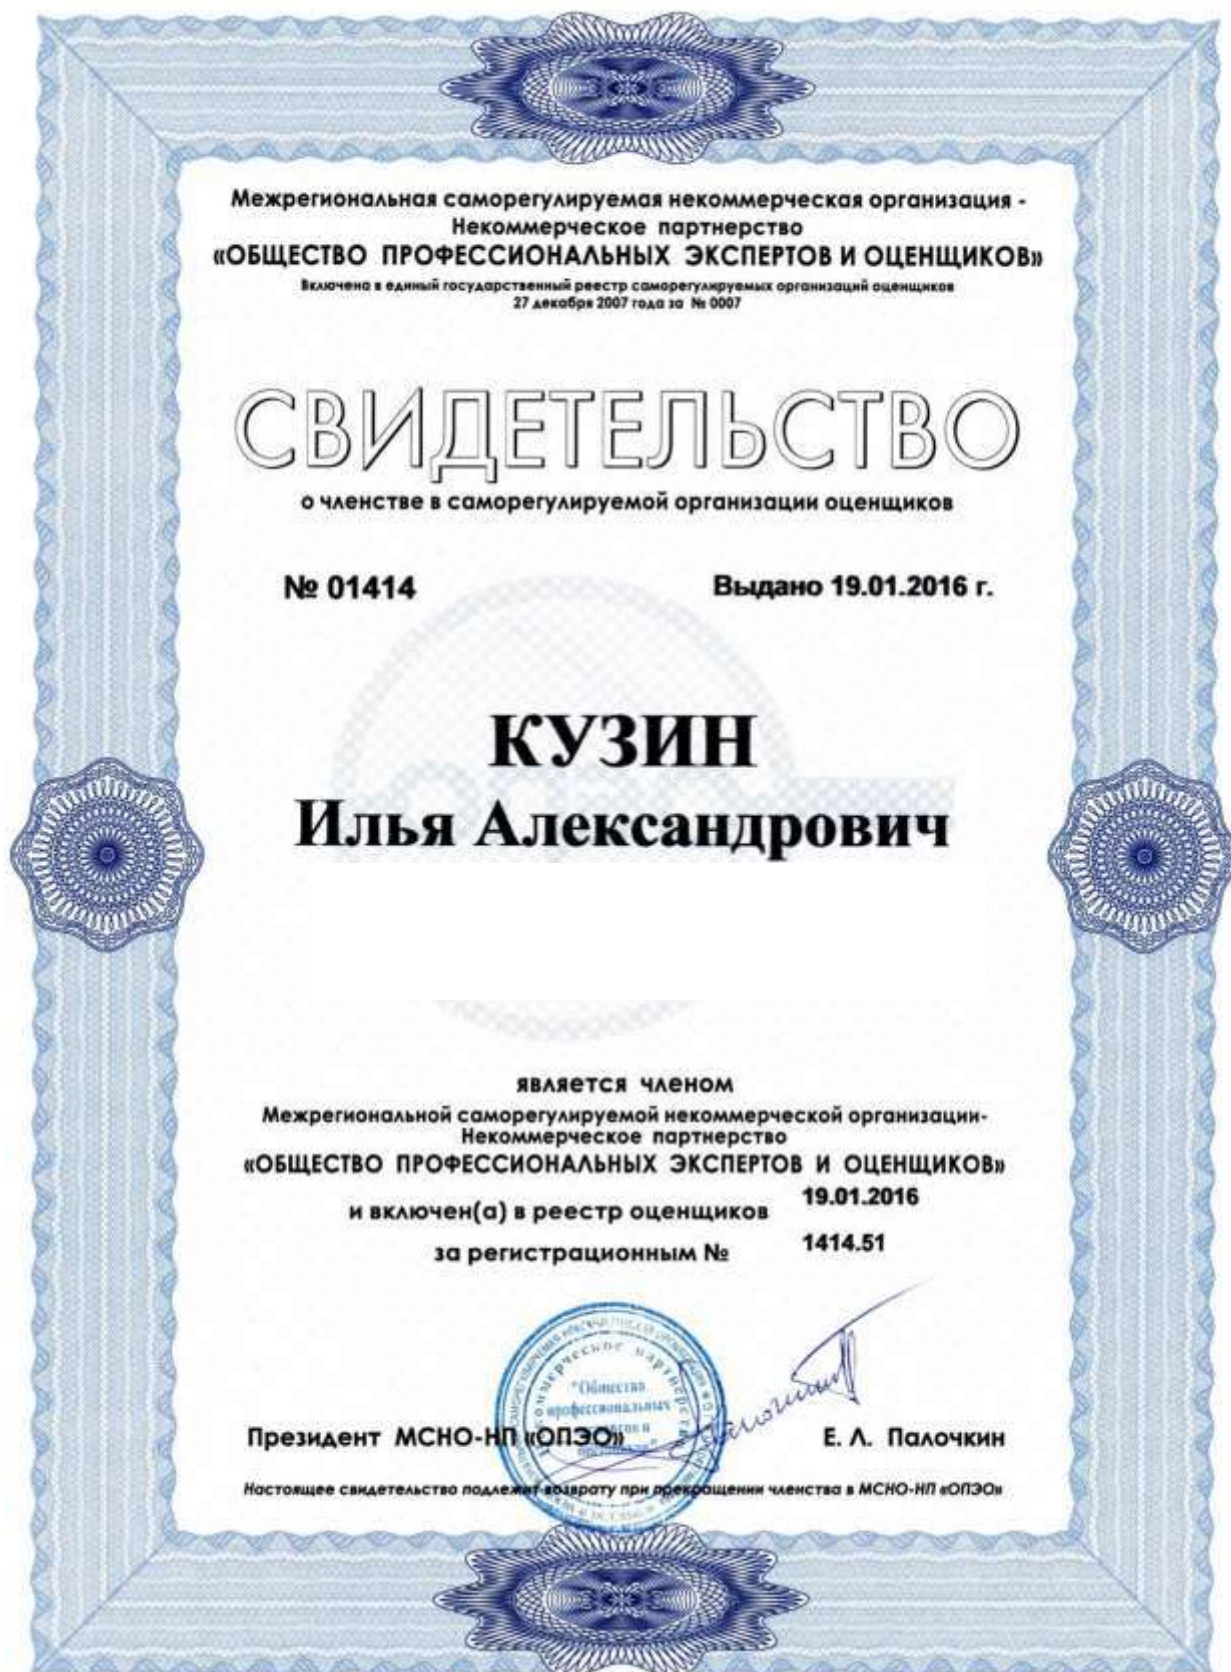 Межрегиональная саморегулируемая некоммерческая организация -
Некоммерческое партнерство
«ОБЩЕСТВО ПРОФЕССИОНАЛЬНЫХ ЭКСПЕРТОВ И ОЦЕНЩИКОВ»
Включена в единый государственный реестр саморегулируемых организаций оценщиков
27 декабря 2007 года за № 0007
СВИДЕТЕЛЬСТВО
о членстве в саморегулируемой организации оценщиков
№ 01414 Выдано 19.01.2016 г.
КУЗИН
Илья Александрович
является членом
Межрегиональной саморегулируемой некоммерческой организации-
Некоммерческое партнерство
«ОБЩЕСТВО ПРОФЕССИОНАЛЬНЫХ ЭКСПЕРТОВ И ОЦЕНЩИКОВ»
и включен(а) в реестр оценщиков 19.01.2016
за регистрационным № 1414.51
Некоммерческое партнерство
"Общество
профессиональных
Президент МСНО-НП «ОПЭО» Е. Л. Палочкин
Настоящее свидетельство подлежит возврату при прекращении членства в МСНО-НП «ОПЭО»